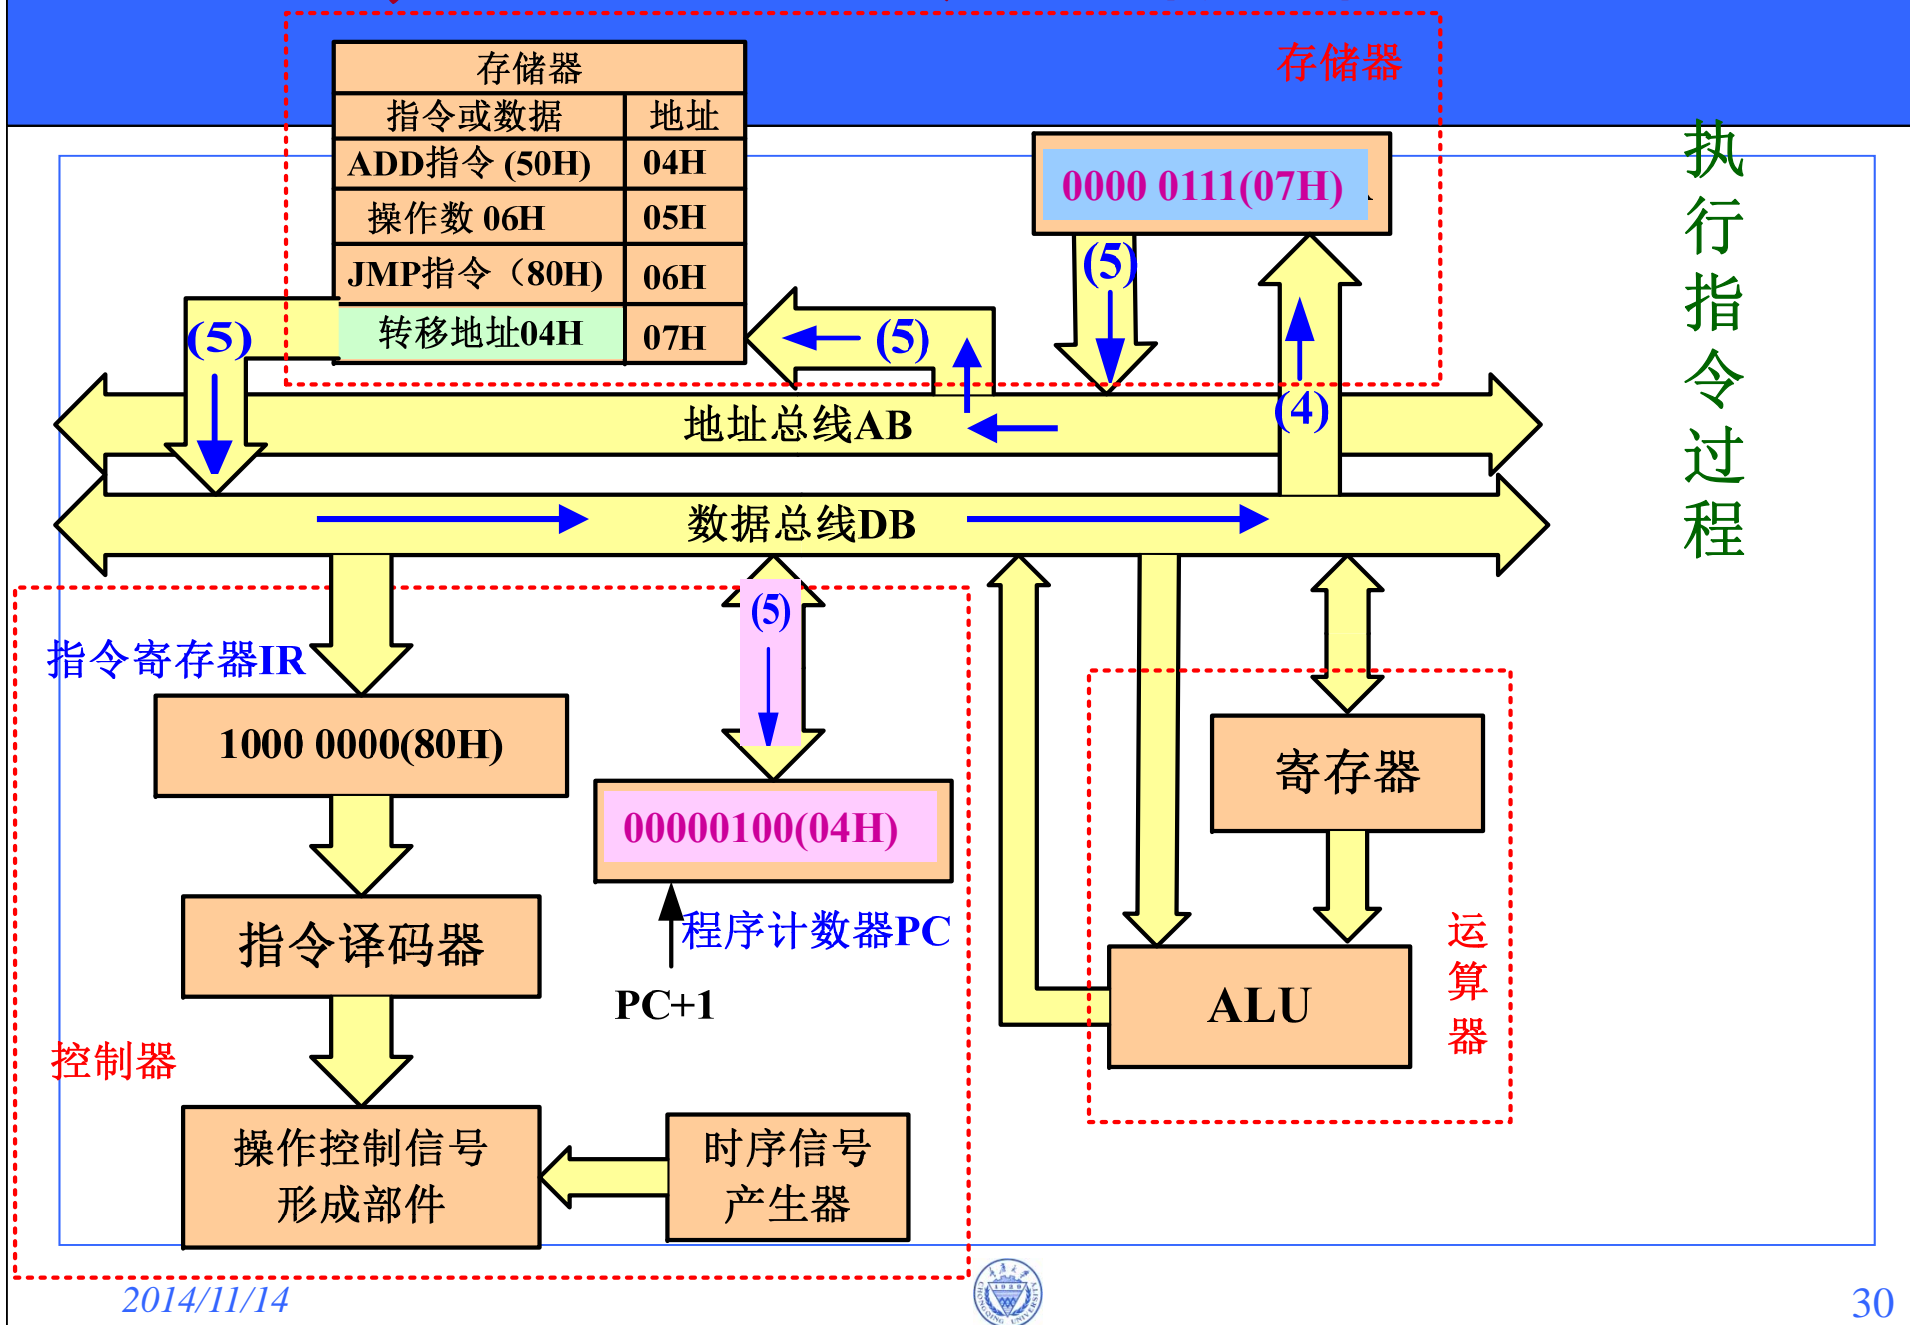 存储器
存储器
指令或数据 地址
ADD指令 (50H) 04H
操作数 06H 05H
JMP指令（80H) 06H
转移地址04H 07H
0000 0111(07H)
(5)
(5)
(5)
(4)
地址总线AB
数据总线DB
(5)
指令寄存器IR
1000 0000(80H)
00000100(04H)
程序计数器PC
PC+1
指令译码器
控制器
操作控制信号
形成部件
时序信号
产生器
寄存器
ALU
运算器
执行指令过程
2014/11/14
30